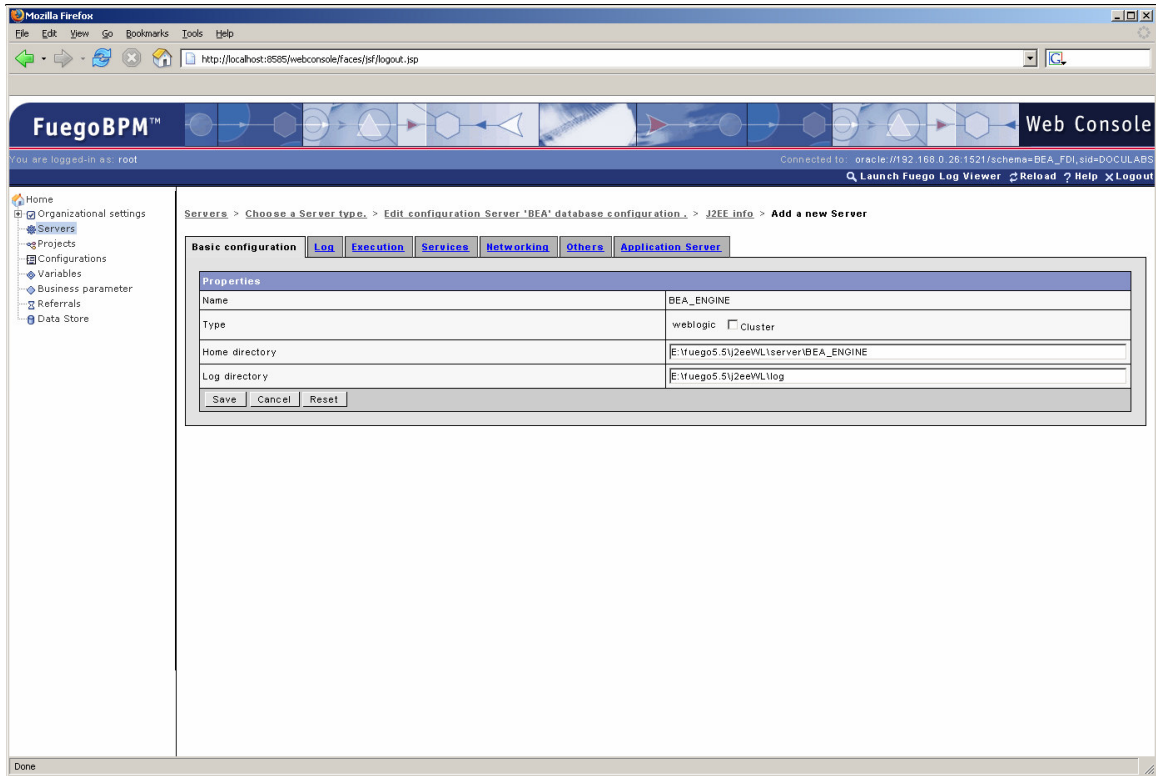 Mozilla Firefox
File Edit View Go Bookmarks Tools Help
http://localhost:8585/webconsole/faces/jsf/logout.jsp
G
FuegoBPM™
Web Console
You are logged-in as: root
Connected to: oracle://192.168.0.26:1521/schema=BEA_FDI,sid=DOCULABS
Launch Fuego Log Viewer Reload ? Help X Logout
Home
Organizational settings
Servers
Projects
Configurations
Variables
Business parameter
Referrals
Data Store
Servers > Choose a Server type. > Edit configuration Server 'BEA' database configuration . > J2EE info > Add a new Server
Basic configuration Log Execution Services Networking Others Application Server
Properties
Name BEA_ENGINE
Type weblogic Cluster
Home directory E:\fuego5.5\j2eeWL\server\BEA_ENGINE
Log directory E:\fuego5.5\j2eeWL\log
Save Cancel Reset
Done